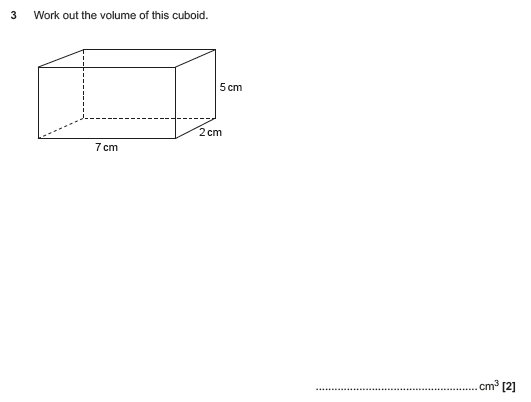 3 Work out the volume of this cuboid.
5 cm
2 cm
7 cm
.................................................... cm³ [2]